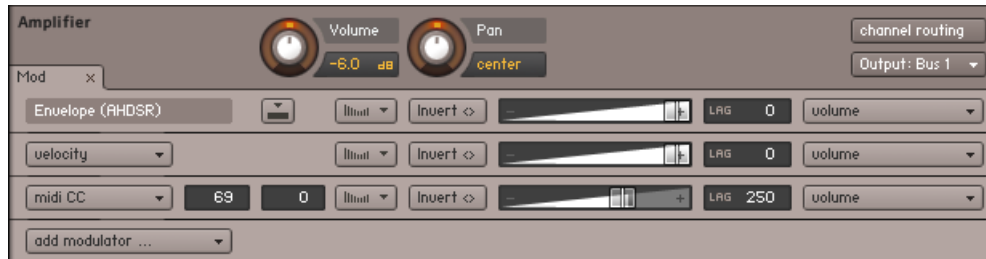 Amplifier
Volume
Pan
channel routing
-6.0 dB
center
Output: Bus 1
Mod x
Envelope (AHDSR) Invert <> - + LAG 0 volume
velocity Invert <> - + LAG 0 volume
midi CC 69 0 Invert <> - + LAG 250 volume
add modulator ...